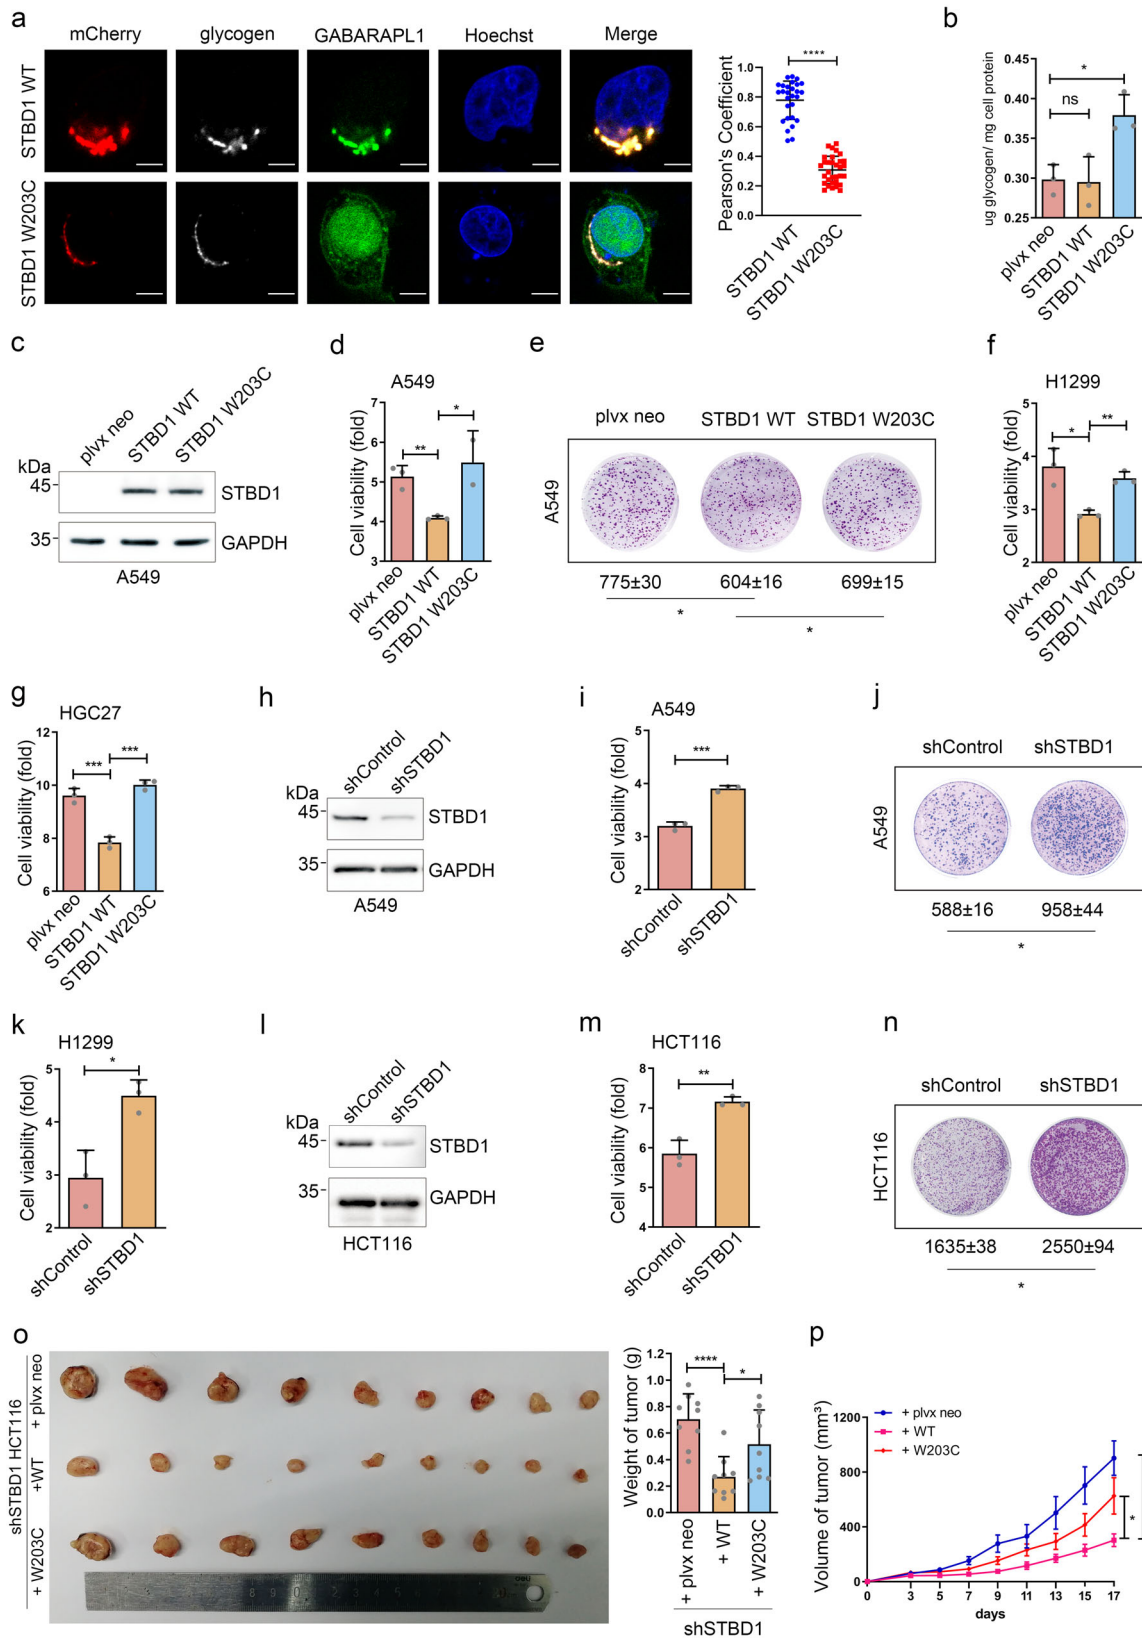 a
mCherry glycogen GABARAPL1 Hoechst Merge
STBD1 WT
STBD1 W203C
Pearson's Coefficient
****
1.0
0.8
0.6
0.4
0.2
0.0
STBD1 WT
STBD1 W203C
b
ug glycogen/ mg cell protein
*
ns
0.45
0.40
0.35
0.30
0.25
plvx neo
STBD1 WT
STBD1 W203C
c
plvx neo
STBD1 WT
STBD1 W203C
kDa
45
STBD1
35
GAPDH
A549
d
A549
Cell viability (fold)
**
*
7
6
5
4
3
plvx neo
STBD1 WT
STBD1 W203C
e
plvx neo STBD1 WT STBD1 W203C
A549
775±30 604±16 699±15
*
*
f
H1299
Cell viability (fold)
*
**
5
4
3
2
plvx neo
STBD1 WT
STBD1 W203C
g
HGC27
Cell viability (fold)
***
***
12
10
8
6
plvx neo
STBD1 WT
STBD1 W203C
h
shControl
shSTBD1
kDa
45
STBD1
35
GAPDH
A549
i
A549
Cell viability (fold)
***
5
4
3
2
shControl
shSTBD1
j
shControl shSTBD1
A549
588±16 958±44
*
k
H1299
Cell viability (fold)
*
5
4
3
2
shControl
shSTBD1
l
shControl
shSTBD1
kDa
45
STBD1
35
GAPDH
HCT116
m
HCT116
Cell viability (fold)
**
8
7
6
5
4
shControl
shSTBD1
n
shControl shSTBD1
HCT116
1635±38 2550±94
*
o
shSTBD1 HCT116
+ plvx neo
+WT
+ W203C
Weight of tumor (g)
****
*
1.2
1.0
0.8
0.6
0.4
0.2
0.0
+ plvx neo
+ WT
+ W203C
shSTBD1
p
Volume of tumor (mm³)
+ plvx neo
+ WT
+ W203C
1200
800
400
0
*
0 3 5 7 9 11 13 15 17
days